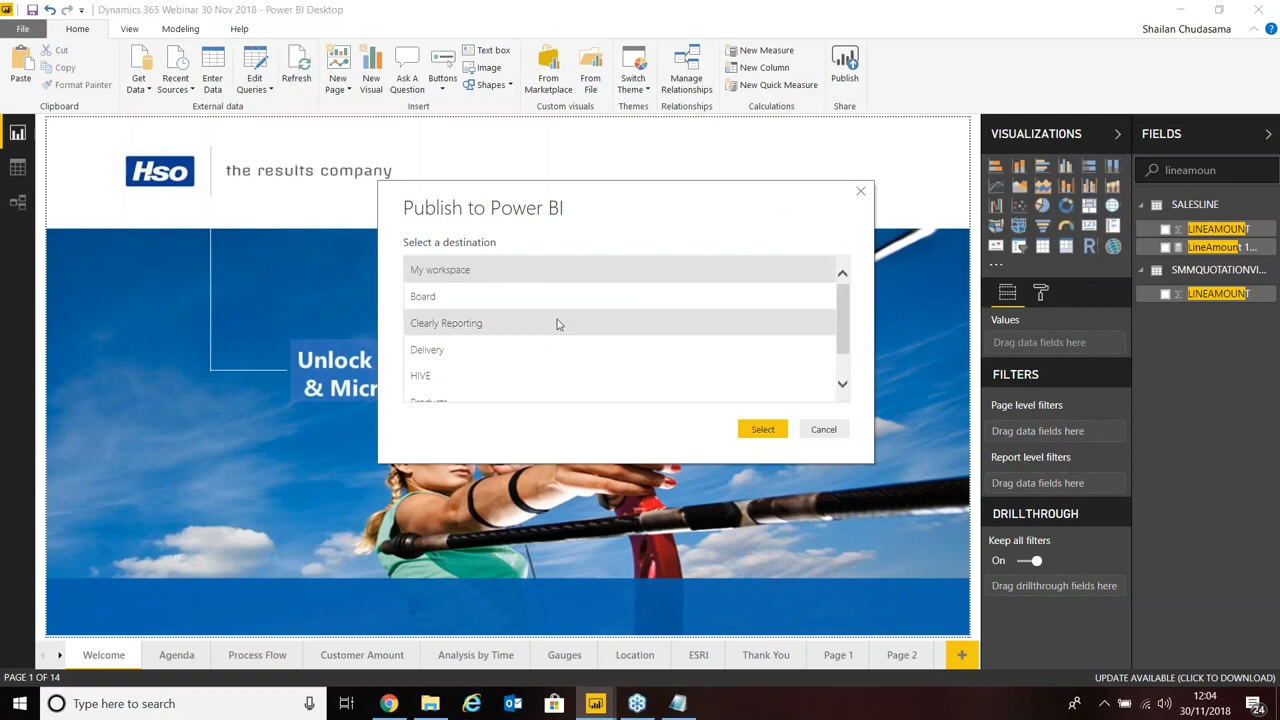 Dynamics 365 Webinar 30 Nov 2018 - Power BI Desktop
File
Home
View
Modeling
Help
Shailan Chudasama
Paste
Cut
Copy
Format Painter
Clipboard
Get
Data
Recent
Sources
Enter
Data
Edit
Queries
Refresh
External data
New
Page
New
Visual
Ask A
Question
Buttons
Text box
Image
Shapes
Insert
From
Marketplace
From
File
Custom visuals
Switch
Theme
Themes
Manage
Relationships
Relationships
New Measure
New Column
New Quick Measure
Calculations
Publish
Share
Hso
the results company
Unlock
& Micr
Publish to Power BI
Select a destination
My workspace
Board
Clearly Reporting
Delivery
HIVE
Products
Select
Cancel
VISUALIZATIONS
R
Values
Drag data fields here
FILTERS
Page level filters
Drag data fields here
Report level filters
Drag data fields here
DRILLTHROUGH
Keep all filters
On
Drag drillthrough fields here
FIELDS
lineamoun
SALESLINE
LINEAMOUNT
LineAmount 1...
SMMQUOTATIONVI...
LINEAMOUNT
Welcome
Agenda
Process Flow
Customer Amount
Analysis by Time
Gauges
Location
ESRI
Thank You
Page 1
Page 2
PAGE 1 OF 14
UPDATE AVAILABLE (CLICK TO DOWNLOAD)
Type here to search
12:04
30/11/2018
24